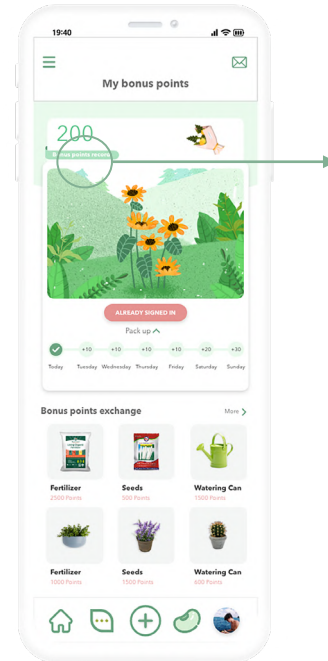 19:40
My bonus points
200
Bonus points record
ALREADY SIGNED IN
Pack up
+10 +10 +10 +10 +20 +30
Today Tuesday Wednesday Thursday Friday Saturday Sunday
Bonus points exchange More
Fertilizer Seeds Watering Can
2500 Points 500 Points 1500 Points
Fertilizer Seeds Watering Can
1000 Points 1500 Points 600 Points